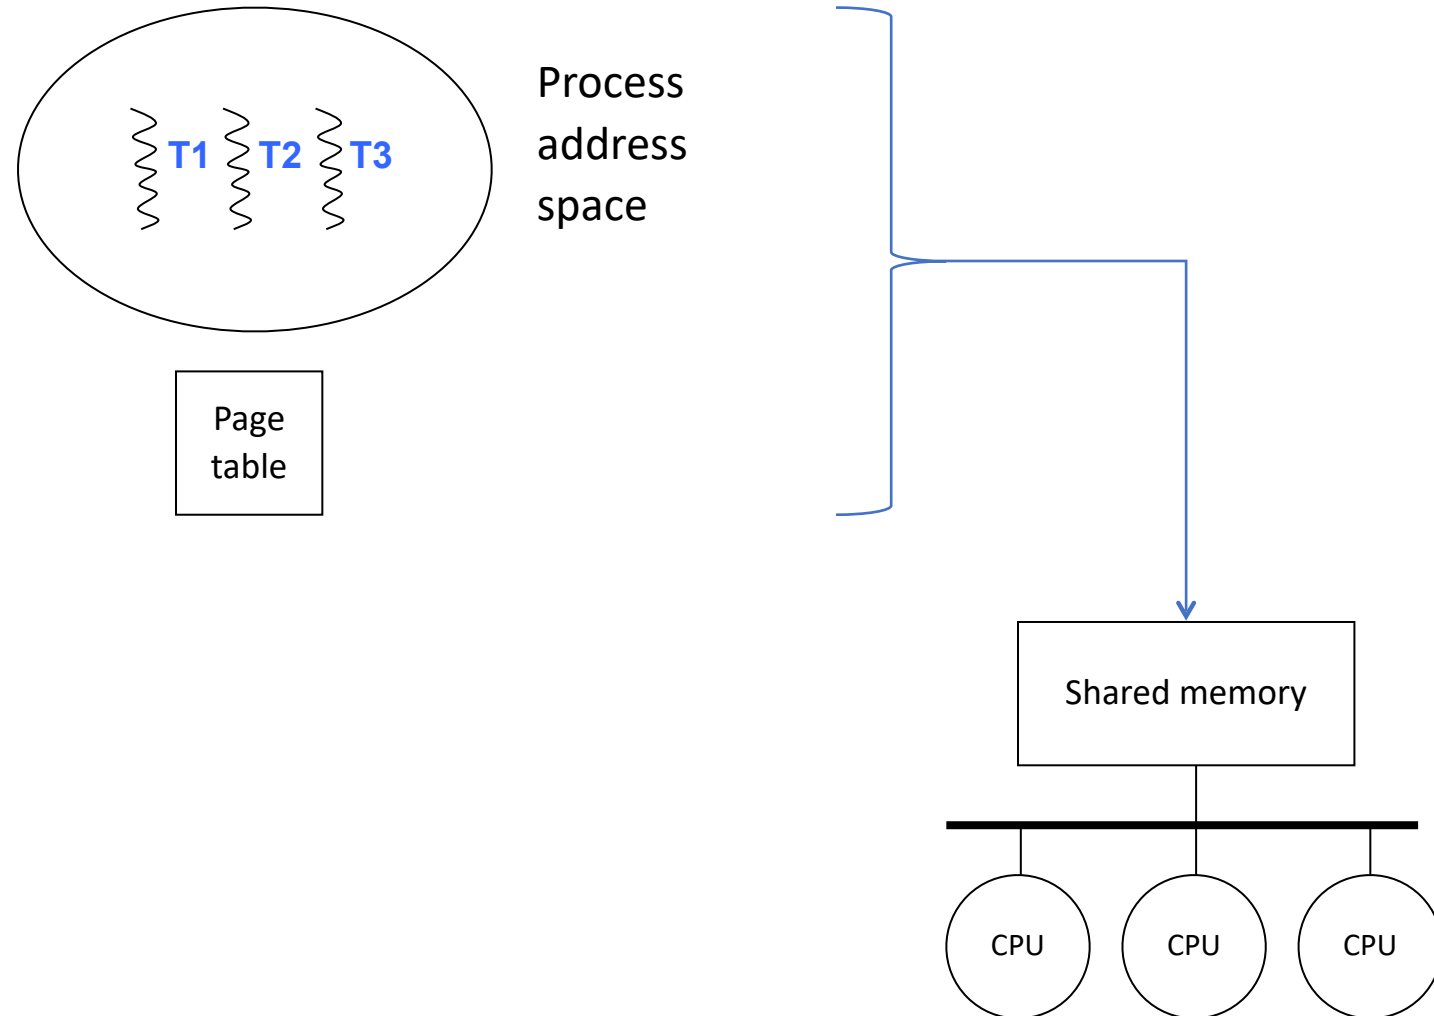 T1 T2 T3
Process
address
space
Page
table
Shared memory
CPU CPU CPU